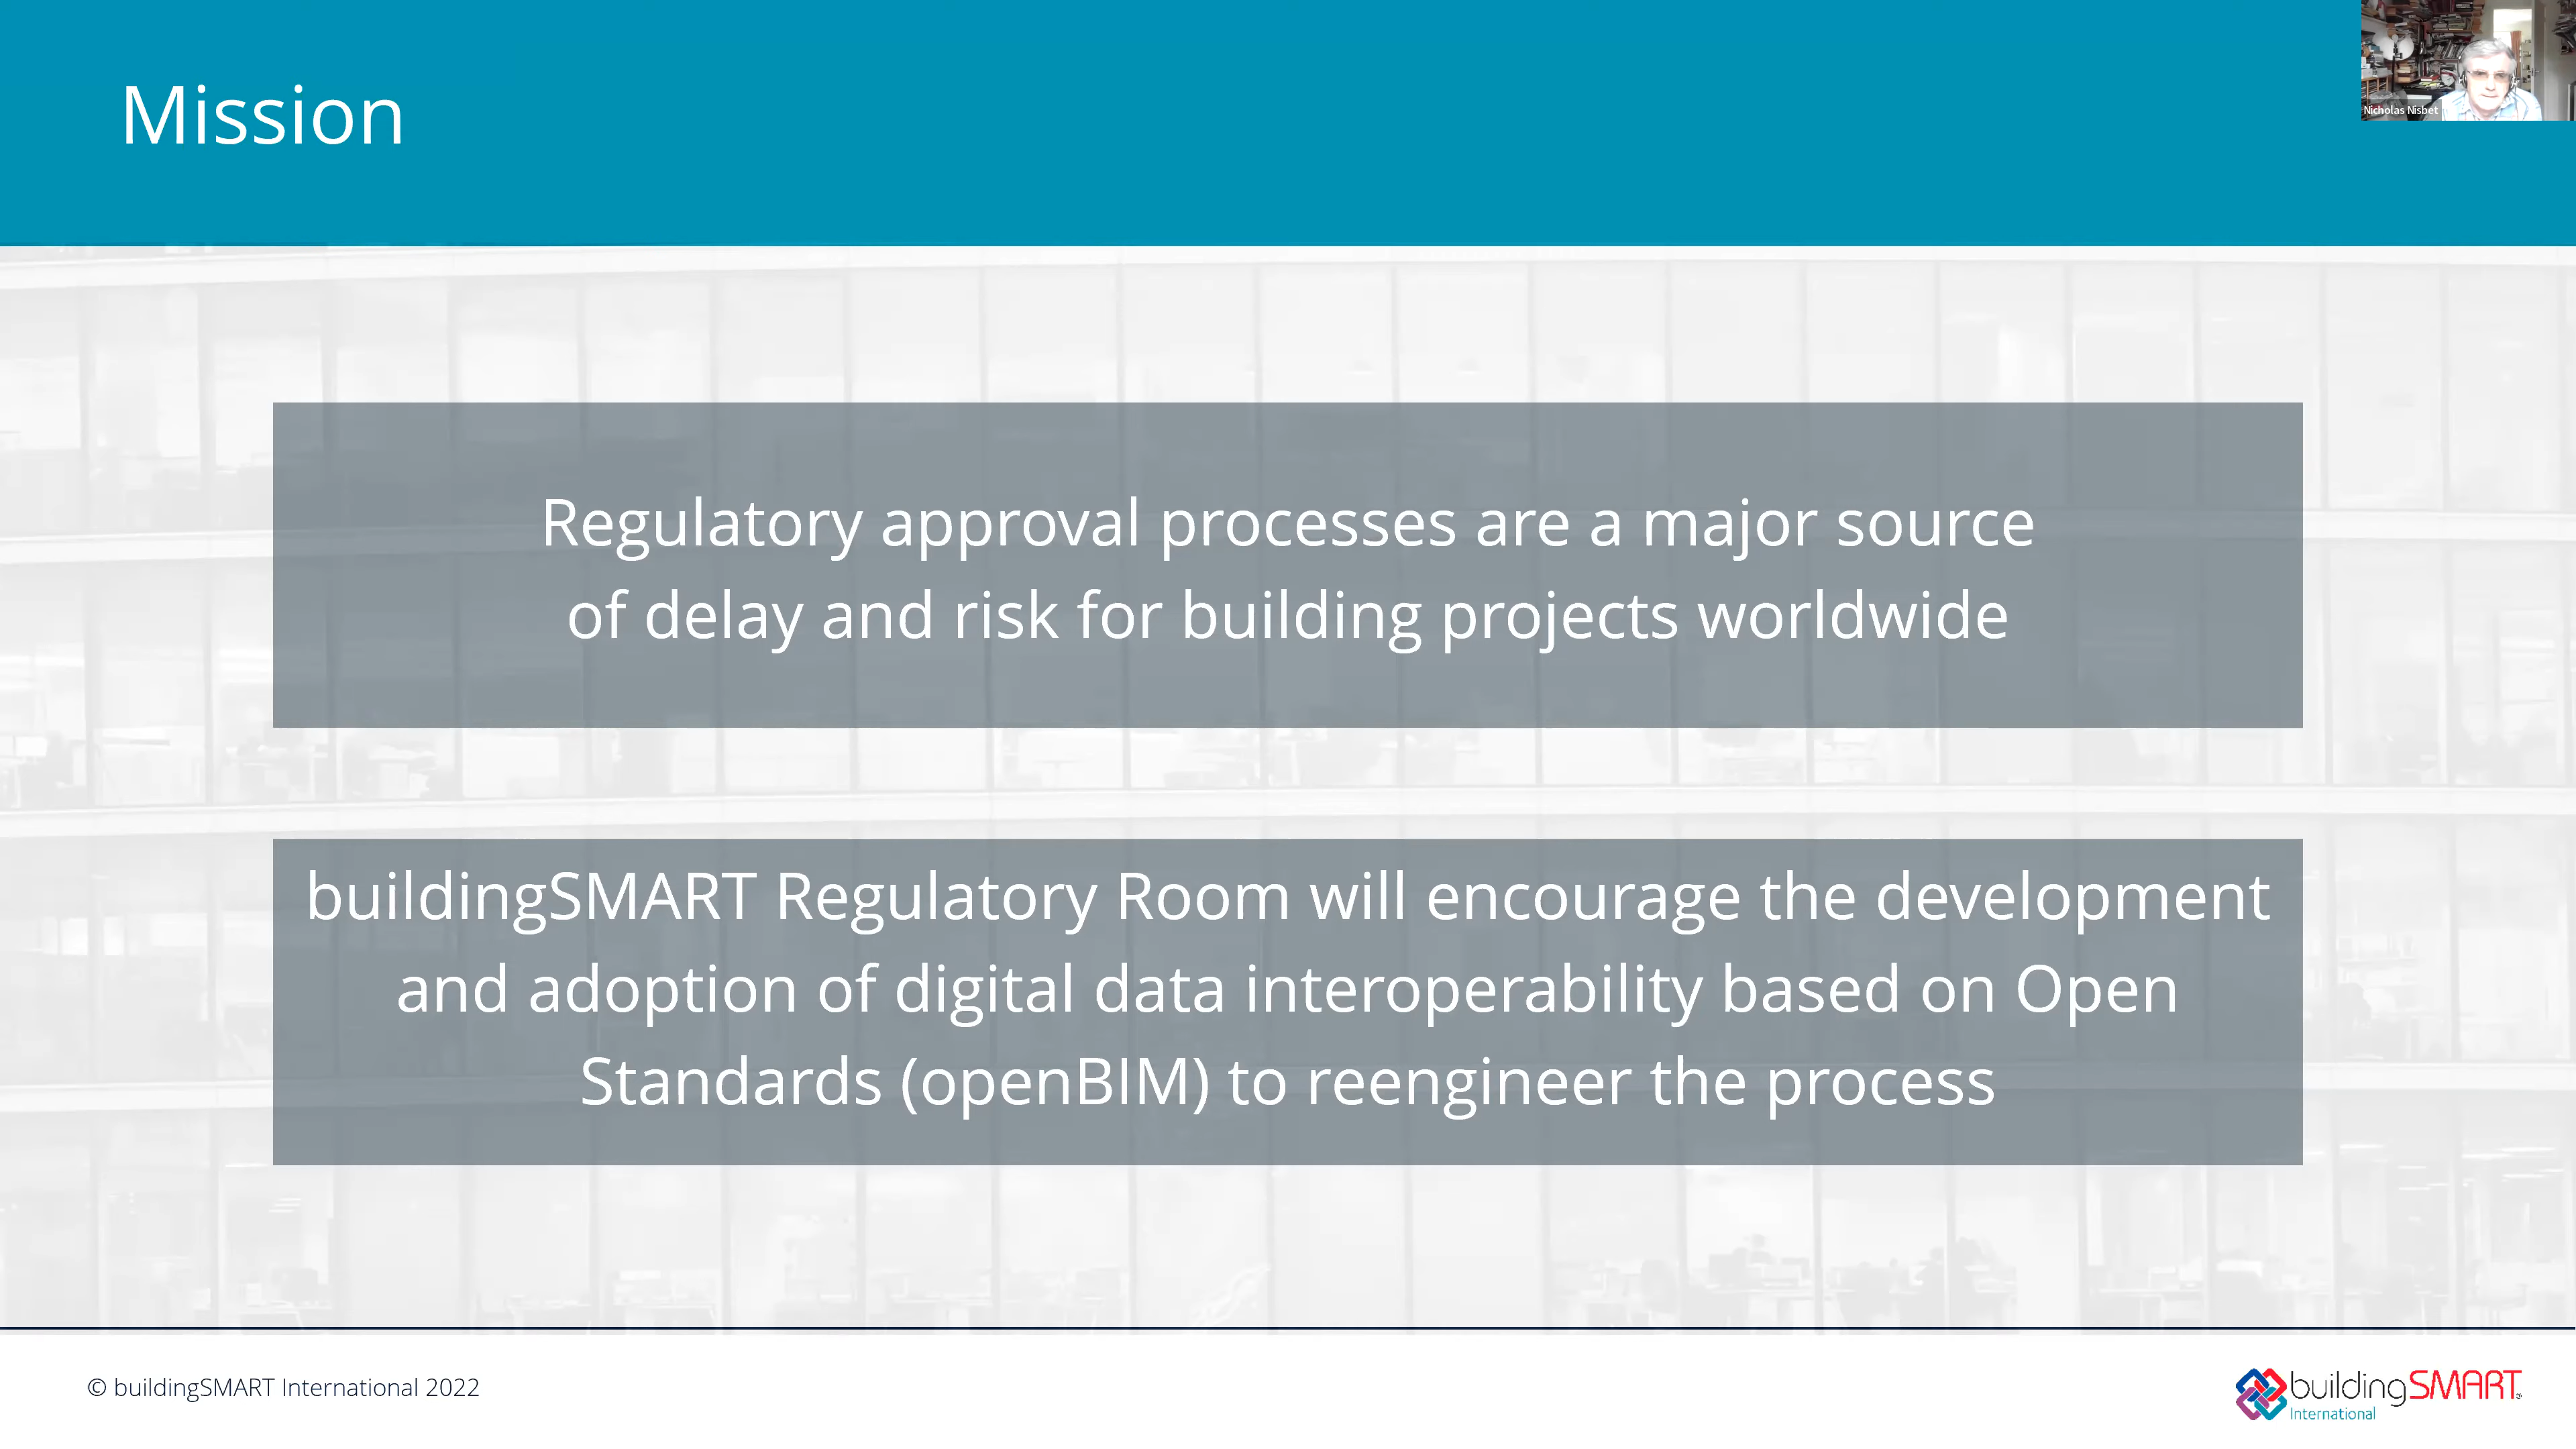 Mission
Nicholas Nisbet
Regulatory approval processes are a major source
of delay and risk for building projects worldwide
buildingSMART Regulatory Room will encourage the development
and adoption of digital data interoperability based on Open
Standards (openBIM) to reengineer the process
© buildingSMART International 2022
buildingSMART
International